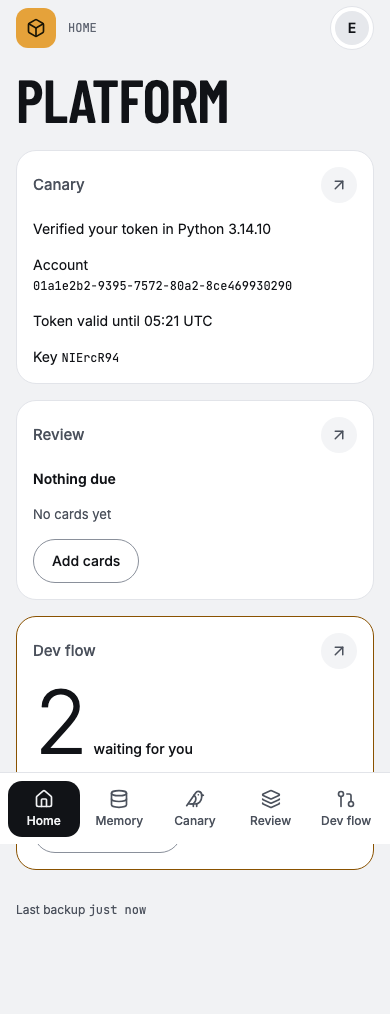 HOME
E
PLATFORM
Canary
Verified your token in Python 3.14.10
Account
01a1e2b2-9395-7572-80a2-8ce469930290
Token valid until 05:21 UTC
Key NIErcR94
Review
Nothing due
No cards yet
Add cards
Dev flow
2 waiting for you
Home
Memory
Canary
Review
Dev flow
Last backup just now